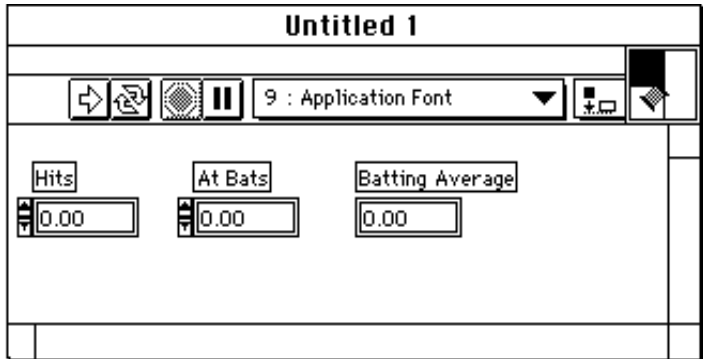 Untitled 1
9 : Application Font
Hits
At Bats
Batting Average
0.00
0.00
0.00